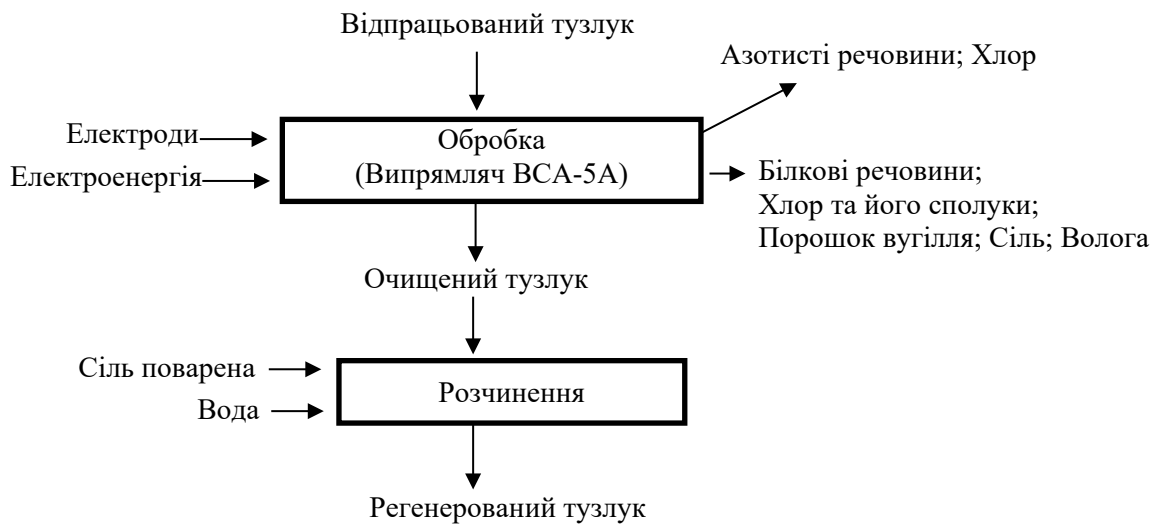 Відпрацьований тузлук
Азотисті речовини; Хлор
Електроди
Електроенергія
Обробка
(Випрямляч ВСА-5А)
Білкові речовини;
Хлор та його сполуки;
Порошок вугілля; Сіль; Волога
Очищений тузлук
Сіль поварена
Вода
Розчинення
Регенерований тузлук